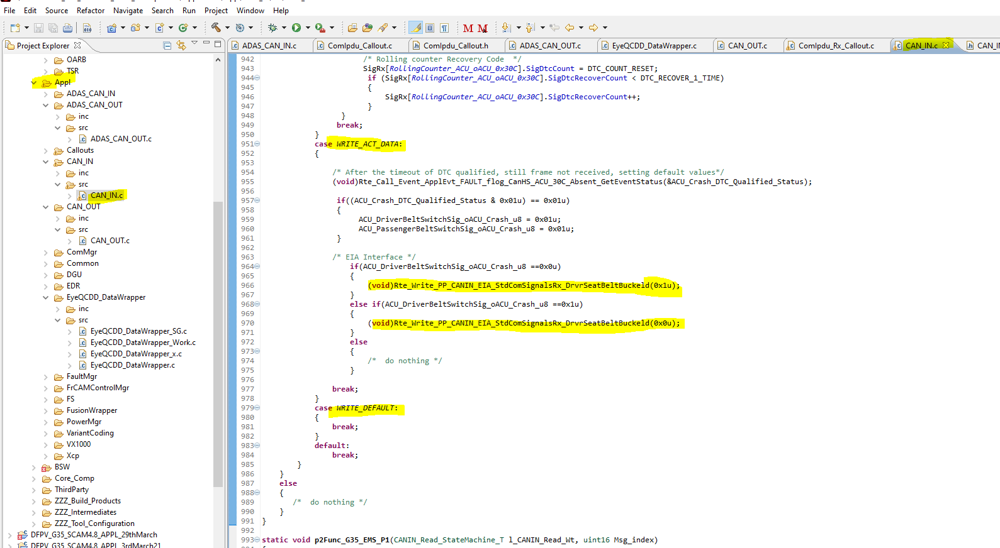 File Edit Source Refactor Navigate Search Run Project Window Help
Project Explorer
OARB
TSR
Appl
ADAS_CAN_IN
ADAS_CAN_OUT
inc
src
ADAS_CAN_OUT.c
Callouts
CAN_IN
inc
src
CAN_IN.c
CAN_OUT
inc
src
CAN_OUT.c
ComMgr
Common
DGU
EDR
EyeQCDD_DataWrapper
inc
src
EyeQCDD_DataWrapper_SG.c
EyeQCDD_DataWrapper_Work.c
EyeQCDD_DataWrapper_x.c
EyeQCDD_DataWrapper.c
FaultMgr
FrCAMControlMgr
FS
FusionWrapper
PowerMgr
VariantCoding
VX1000
Xcp
BSW
Core_Comp
ThirdParty
ZZZ_Build_Products
ZZZ_Intermediates
ZZZ_Tool_Configuration
DFPV_G35_SCAM4.8_APPL_29thMarch
DFPV_G35_SCAM4.8_APPL_3rdMarch21
ADAS_CAN_IN.c ComIpdu_Callout.c ComIpdu_Callout.h ADAS_CAN_OUT.c EyeQCDD_DataWrapper.c CAN_OUT.c ComIpdu_Rx_Callout.c CAN_IN.c
942 /* Rolling counter Recovery Code */
943 SigRx[RollingCounter_ACU_oACU_0x30C].SigDtcCount = DTC_COUNT_RESET;
944 if (SigRx[RollingCounter_ACU_oACU_0x30C].SigDtcRecoverCount < DTC_RECOVER_1_TIME)
945 {
946 SigRx[RollingCounter_ACU_oACU_0x30C].SigDtcRecoverCount++;
947 }
948 }
949 break;
950 }
951 case WRITE_ACT_DATA:
952 {
953
954 /* After the timeout of DTC qualified, still frame not received, setting default values*/
955 (void)Rte_Call_Event_ApplEvt_FAULT_flog_CanHS_ACU_30C_Absent_GetEventStatus(&ACU_Crash_DTC_Qualified_Status);
956
957 if((ACU_Crash_DTC_Qualified_Status & 0x01u) == 0x01u)
958 {
959 ACU_DriverBeltSwitchSig_oACU_Crash_u8 = 0x01u;
960 ACU_PassengerBeltSwitchSig_oACU_Crash_u8 = 0x01u;
961 }
962
963 /* EIA Interface */
964 if(ACU_DriverBeltSwitchSig_oACU_Crash_u8 ==0x0u)
965 {
966 (void)Rte_Write_PP_CANIN_EIA_StdComSignalsRx_DrvrSeatBeltBuckeld(0x1u);
967 }
968 else if(ACU_DriverBeltSwitchSig_oACU_Crash_u8 ==0x1u)
969 {
970 (void)Rte_Write_PP_CANIN_EIA_StdComSignalsRx_DrvrSeatBeltBuckeld(0x0u);
971 }
972 else
973 {
974 /* do nothing */
975 }
976
977 break;
978 }
979 case WRITE_DEFAULT:
980 {
981 break;
982 }
983 default:
984 break;
985 }
986 }
987 else
988 {
989 /* do nothing */
990 }
991 }
992
993 static void p2Func_G35_EMS_P1(CANIN_Read_StateMachine_T l_CANIN_Read_Wt, uint16 Msg_index)